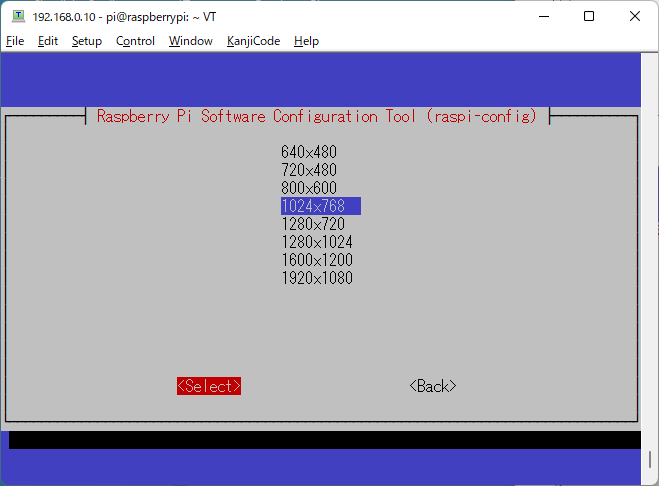 192.168.0.10 - pi@raspberrypi: ~ VT
File Edit Setup Control Window KanjiCode Help
Raspberry Pi Software Configuration Tool (raspi-config)
640x480
720x480
800x600
1024x768
1280x720
1280x1024
1600x1200
1920x1080
<Select> <Back>